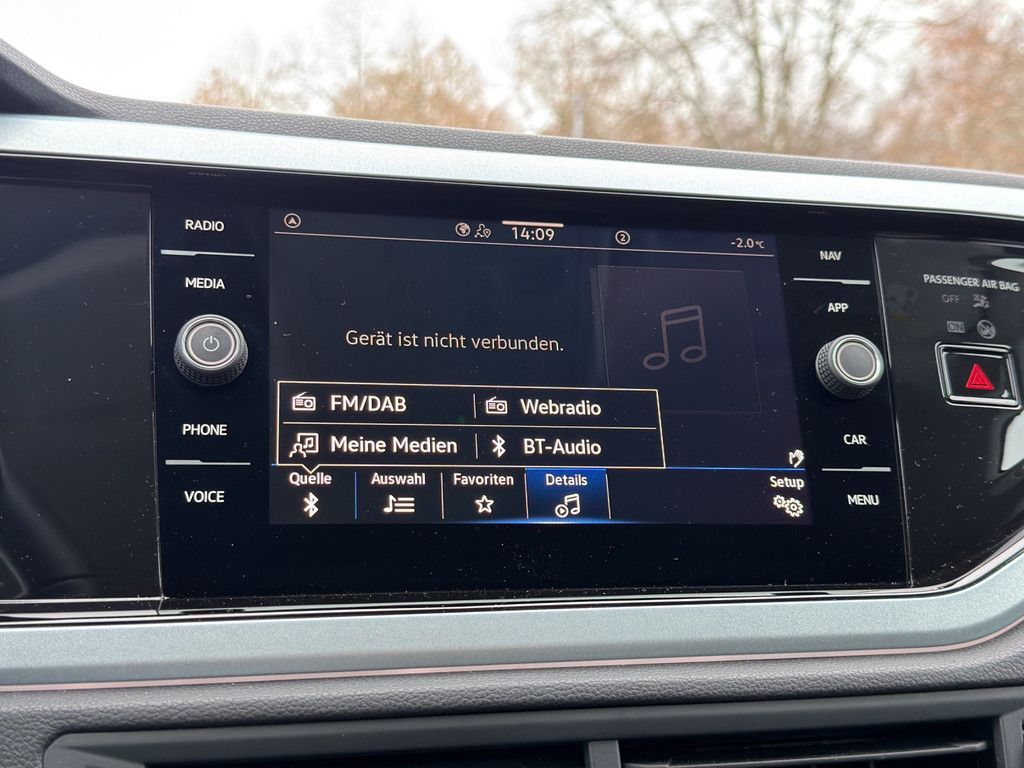 RADIO
MEDIA
PHONE
VOICE
14:09
2
-2.0°C
Gerät ist nicht verbunden.
FM/DAB
Webradio
Meine Medien
BT-Audio
Quelle
Auswahl
Favoriten
Details
Setup
NAV
APP
CAR
MENU
PASSENGER AIR BAG
OFF
ON